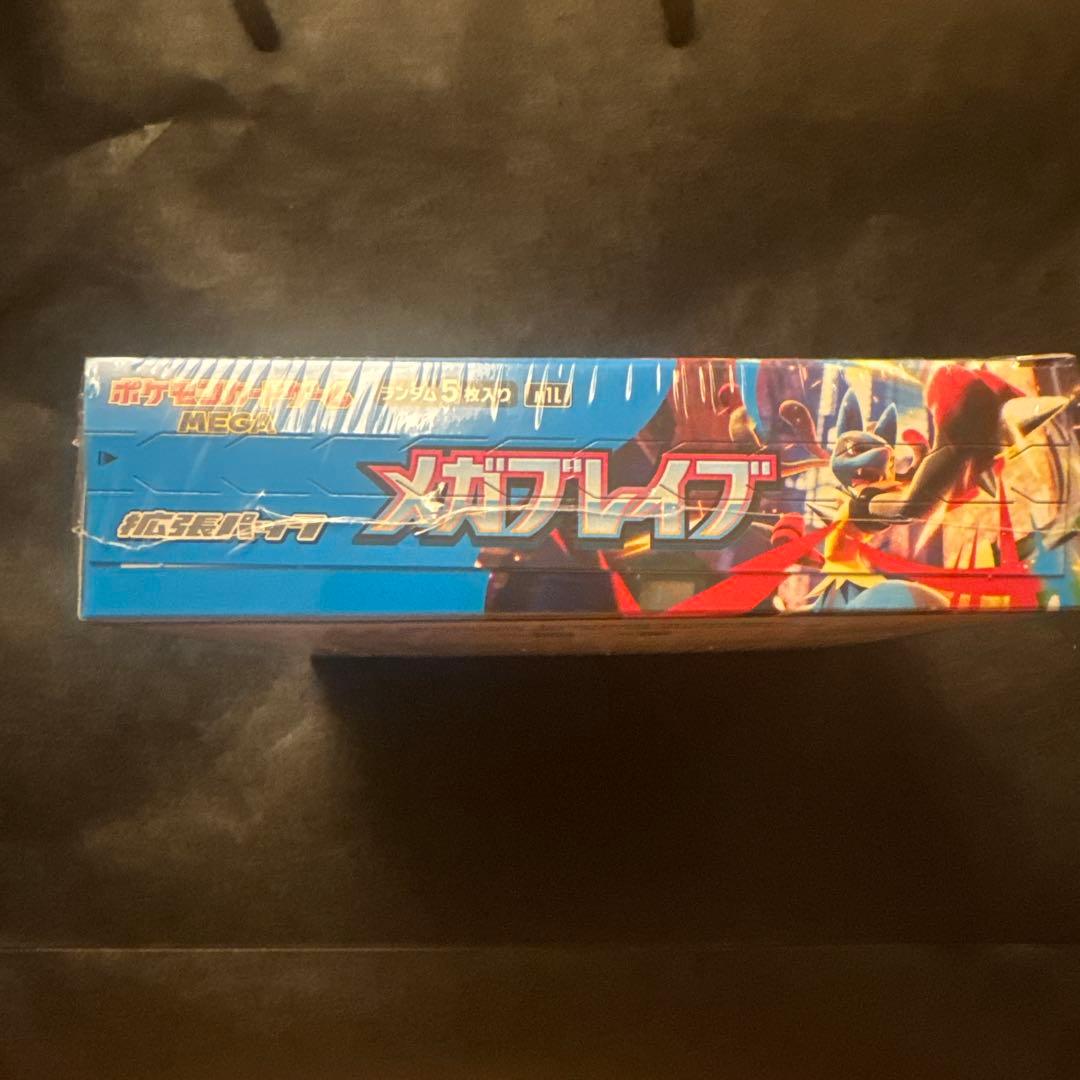 ポケモンカードゲーム
MEGA
ランダム5枚入り
m1L
拡張パック
メガブレイブ